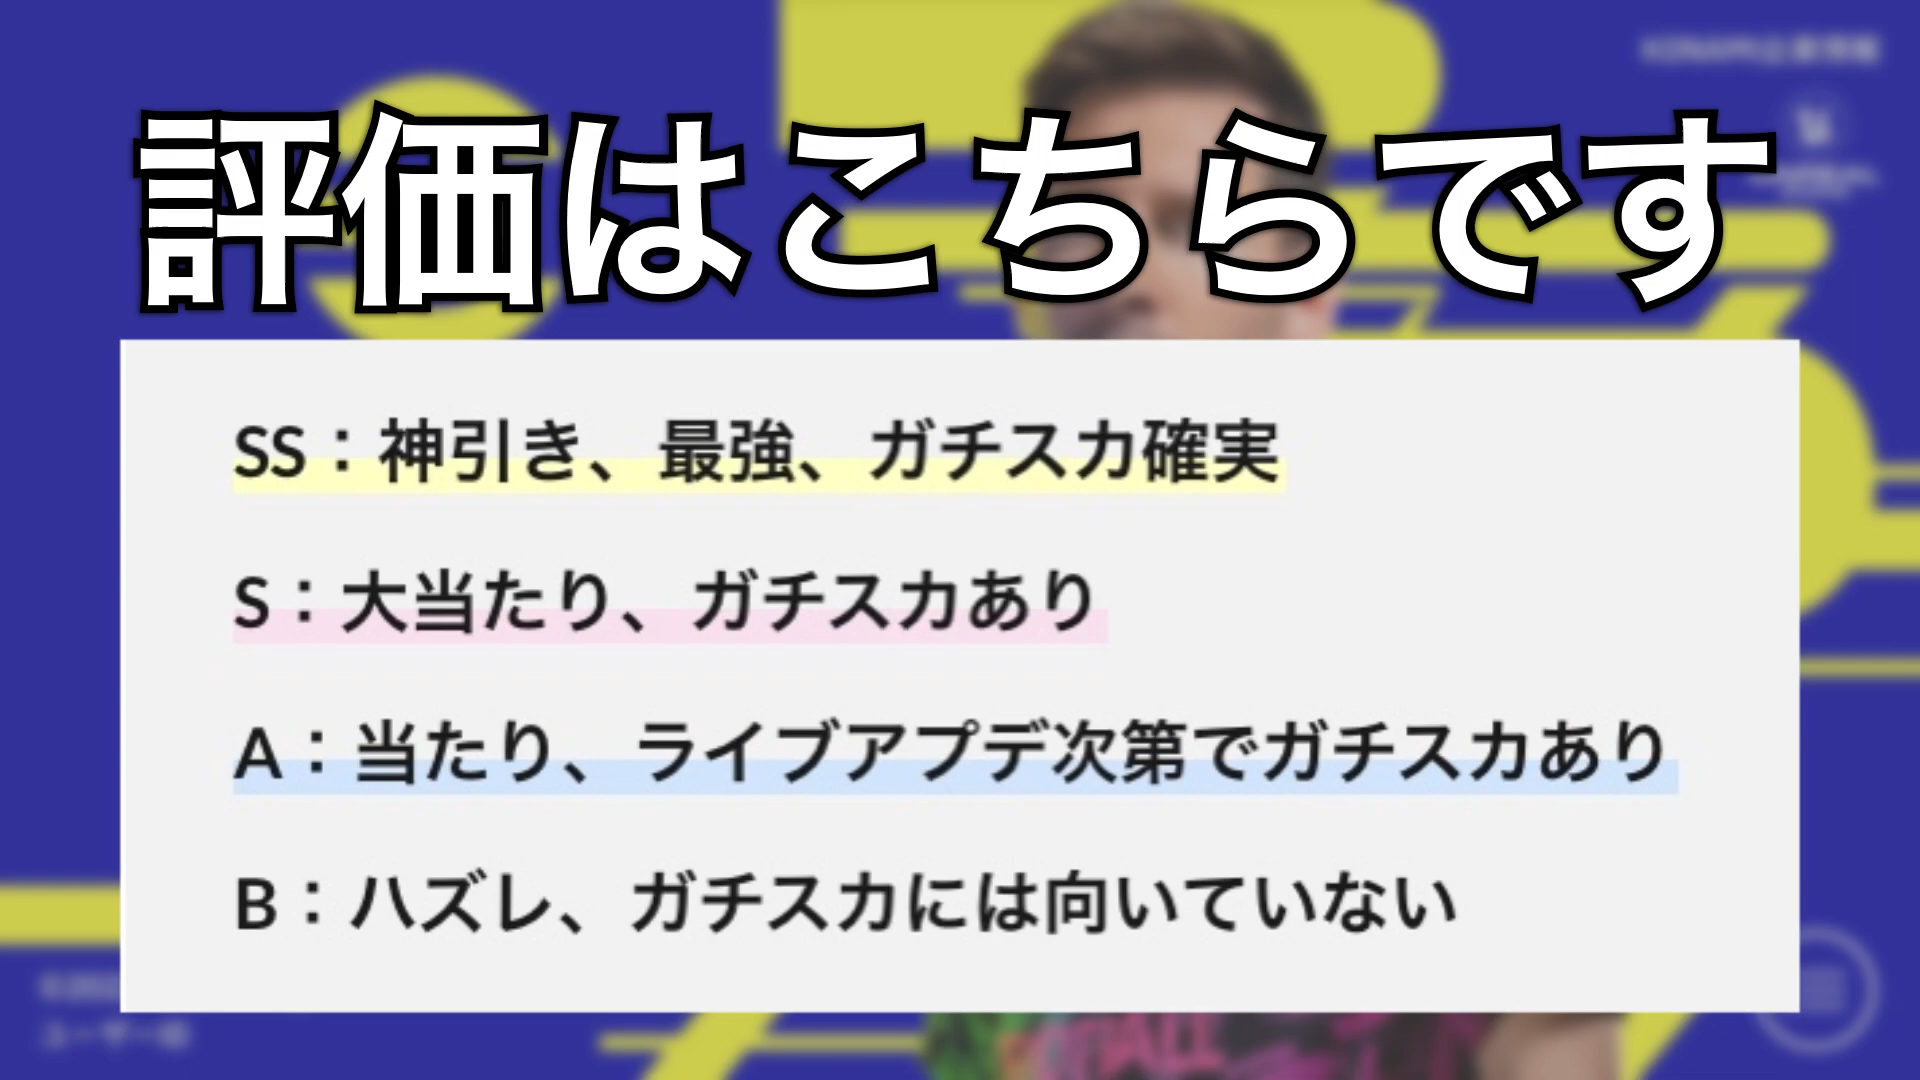 評価はこちらです
SS：神引き、最強、ガチスカ確実
S：大当たり、ガチスカあり
A：当たり、ライブアプデ次第でガチスカあり
B：ハズレ、ガチスカには向いていない